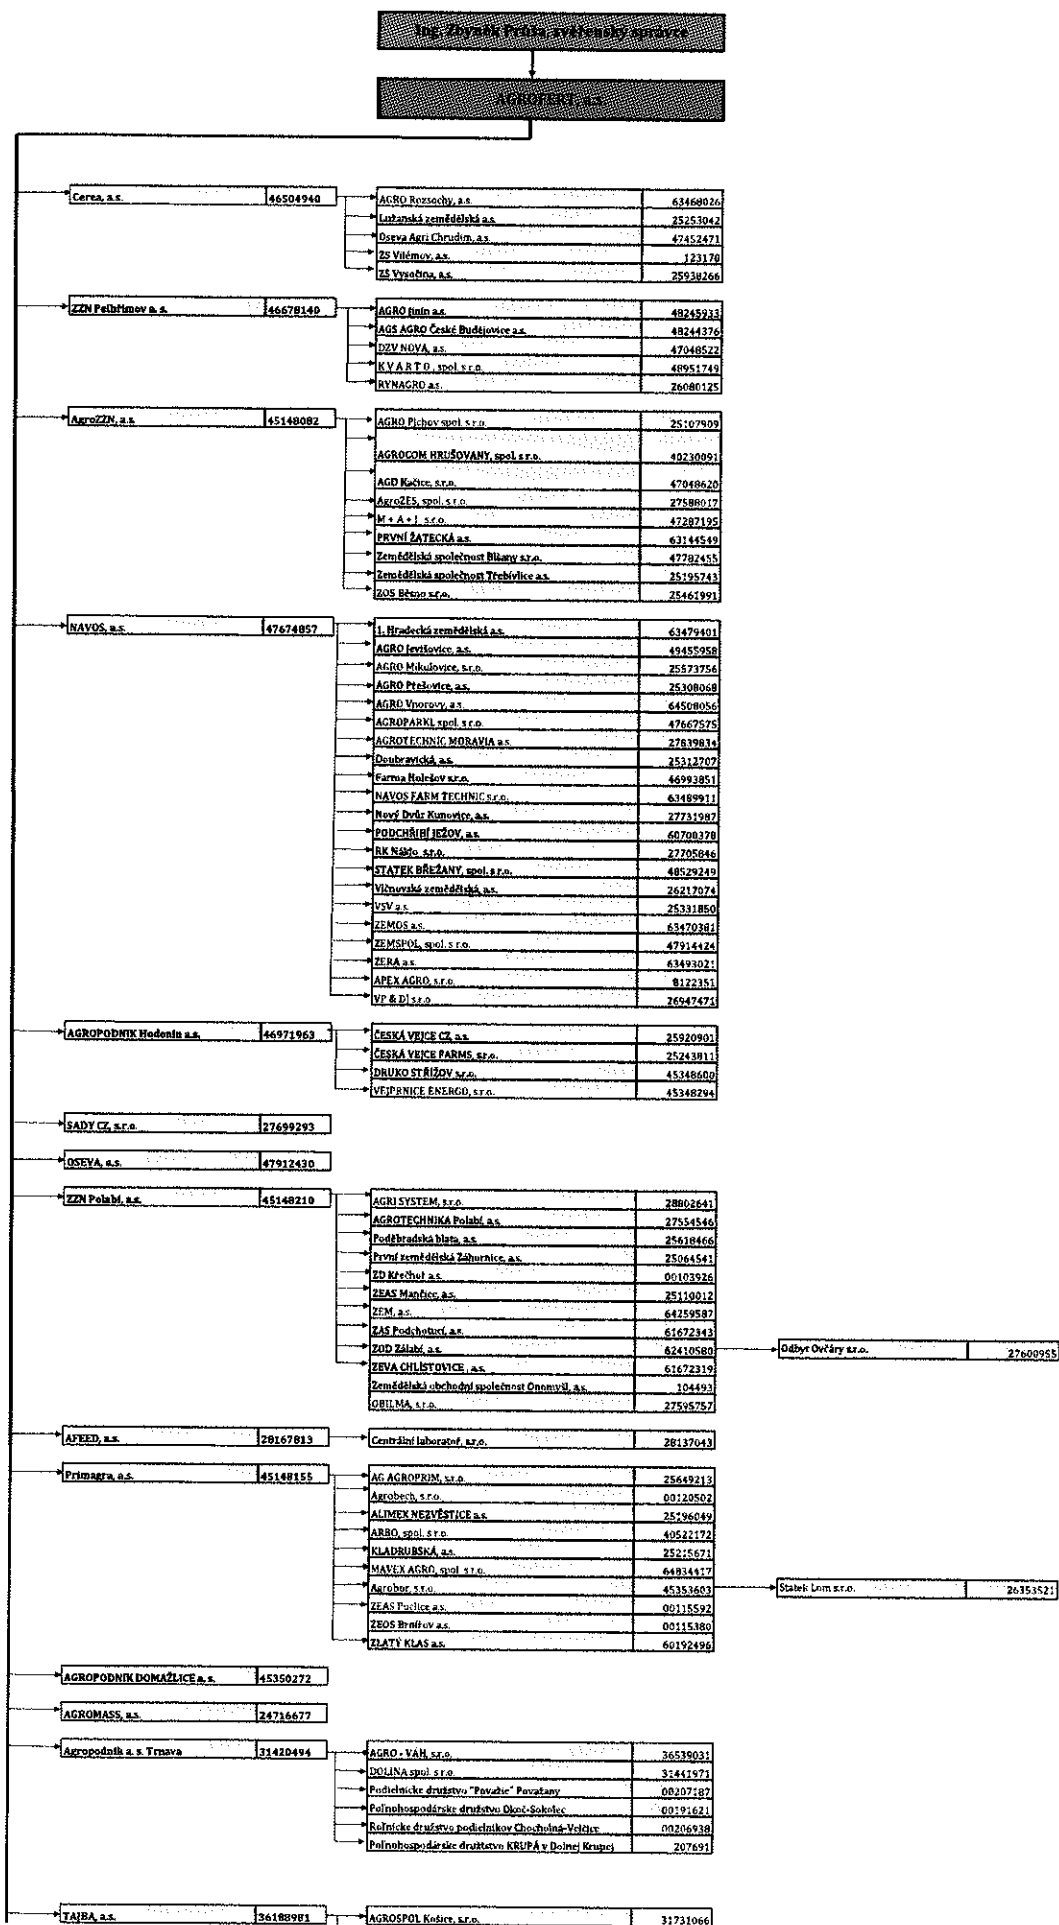 Ing. Zbyněk Průša, svěřenský správce
AGROFERT, a.s.
Cerea, a.s. 46504940
AGRO Rozsochy, a.s. 63468026
Lužanská zemědělská a.s. 25253042
Oseva Agri Chrudim, a.s. 47452471
ZS Vilémov, a.s. 123170
ZS Vysočina, a.s. 25938266
ZZN Pelhřimov a. s. 46678140
AGRO Jinín a.s. 48245933
AGS AGRO České Budějovice a.s. 48244376
DZV NOVA, a.s. 47048522
K V A R T O , spol. s r.o. 48951749
RYNAGRO a.s. 26080125
AgroZZN, a.s. 45148082
AGRO Plchov spol. s r.o. 25107909
AGROCOM HRUŠOVANY, spol. s r.o. 40230091
AGD Kačice, s.r.o. 47048620
AgroZES, spol. s r.o. 27588017
M + A + J, s.r.o. 47287195
PRVNÍ ŽATECKÁ a.s. 63144549
Zemědělská společnost Blšany s.r.o. 47782455
Zemědělská společnost Třebívlice a.s. 25195743
ZOS Běsno s.r.o. 25461991
NAVOS, a.s. 47674857
1. Hradecká zemědělská a.s. 63479401
AGRO Jevišovice, a.s. 49455958
AGRO Mikulovice, s.r.o. 25573756
AGRO Přešovice, a.s. 25308068
AGRO Vnorovy, a.s. 64508056
AGROPARKL spol. s r.o. 47667575
AGROTECHNIC MORAVIA a.s. 27839834
Doubravická, a.s. 25312707
Farma Holešov s.r.o. 46993851
NAVOS FARM TECHNIC s.r.o. 63489911
Nový Dvůr Kunovice, a.s. 27731987
PODCHŘIBÍ JEŽOV, a.s. 60700378
RK Náklo, s.r.o. 27705846
STATEK BŘEŽANY, spol. s r.o. 48529249
Vlčnovská zemědělská, a.s. 26217074
VSV a.s. 25331850
ZEMOS a.s. 63470381
ZEMSPOL, spol. s r.o. 47914424
ZERA a.s. 63493021
APEX AGRO, s.r.o. 8122351
VP & DJ s.r.o 26947471
AGROPODNIK Hodonín a.s. 46971963
ČESKÁ VEJCE CZ, a.s. 25920901
ČESKÁ VEJCE FARMS, s.r.o. 25243811
DRUKO STŘÍŽOV s.r.o. 45348600
VEJPRNICE ENERGO, s.r.o. 45348294
SADY CZ, s.r.o. 27699293
OSEVA, a.s. 47912430
ZZN Polabí, a.s. 45148210
AGRI SYSTEM, s.r.o. 28802641
AGROTECHNIKA Polabí, a.s. 27554546
Poděbradská blata, a.s. 25618466
První zemědělská Záhornice, a.s. 25064541
ZD Křečhoř a.s. 00103926
ZEAS Mančice, a.s. 25110012
ZEM, a.s. 64259587
ZAS Podchotucí, a.s. 61672343
ZOD Zálabí, a.s. 62410580
Odbyt Ovčáry s.r.o. 27600955
ZEVA CHLÍSTOVICE , a.s. 61672319
Zemědělská obchodní společnost Onomyšl, a.s. 104493
OBILMA, s.r.o. 27595757
AFEED, a.s. 28167813
Centrální laboratoř, s.r.o. 28137043
Primagra, a.s. 45148155
AG AGROPRIM, s.r.o. 25649213
Agrobech, s.r.o. 00120502
ALIMEX NEZVĚSTICE a.s. 25196049
ARBO, spol. s r.o. 40522172
KLADRUBSKÁ, a.s. 25215671
MAVEX AGRO, spol. s r.o. 64834417
Agrobor, s.r.o. 45353603
Statek Lom s.r.o. 26353521
ZEAS Puclice a.s. 00115592
ZEOS Brnířov a.s. 00115380
ZLATÝ KLAS a.s. 60192496
AGROPODNIK DOMAŽLICE a. s. 45350272
AGROMASS, a.s. 24716677
Agropodnik a. s. Trnava 31420494
AGRO - VÁH, s.r.o. 36539031
DOLINA spol. s r.o. 31441971
Podielnicke družstvo "Považie" Považany 00207187
Poľnohospodárske družstvo Okoč-Sokolec 00191621
Roľnícke družstvo podielnikov Chocholná-Velčice 00206938
Poľnohospodárske družstvo KRUPÁ v Dolnej Krupej 207691
TAJBA, a.s. 36188981
AGROSPOL Košice, s.r.o. 31731066